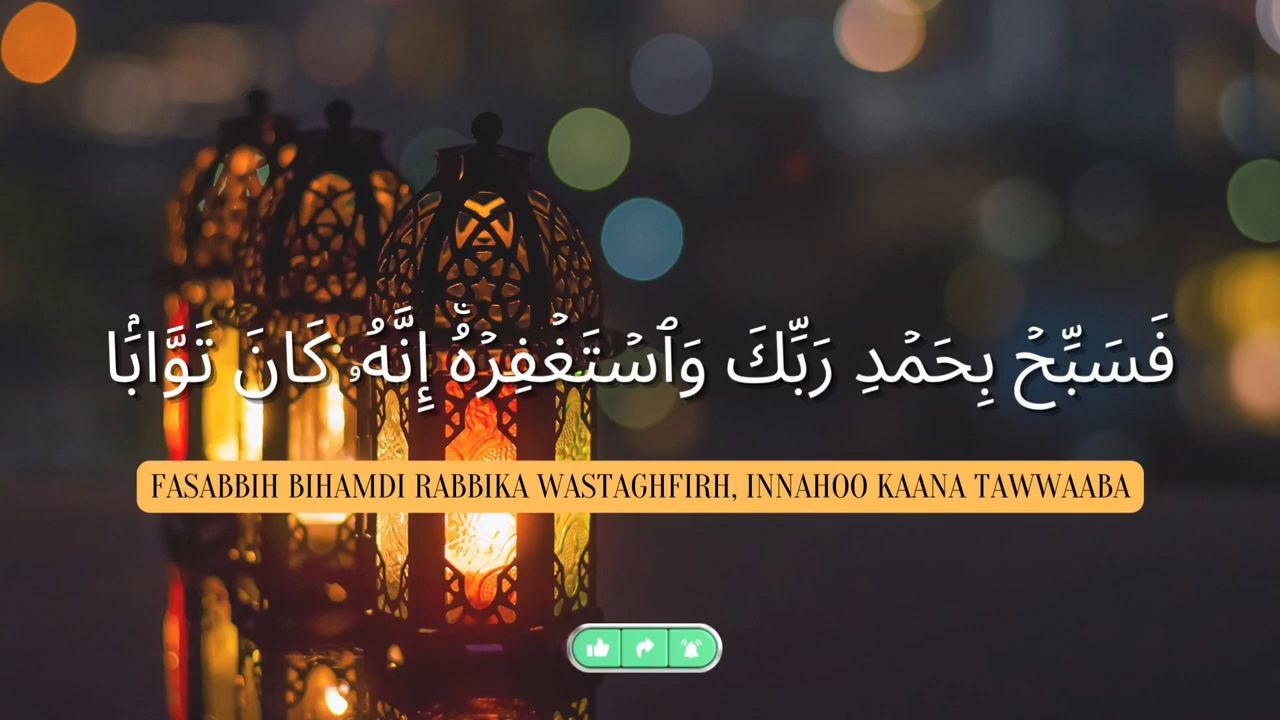 فَسَبِّحۡ بِحَمۡدِ رَبِّكَ وَٱسۡتَغۡفِرۡهُۚ إِنَّهُۥ كَانَ تَوَّابَۢا
FASABBIH BIHAMDI RABBIKA WASTAGHFIRH, INNAHOO KAANA TAWWAABA